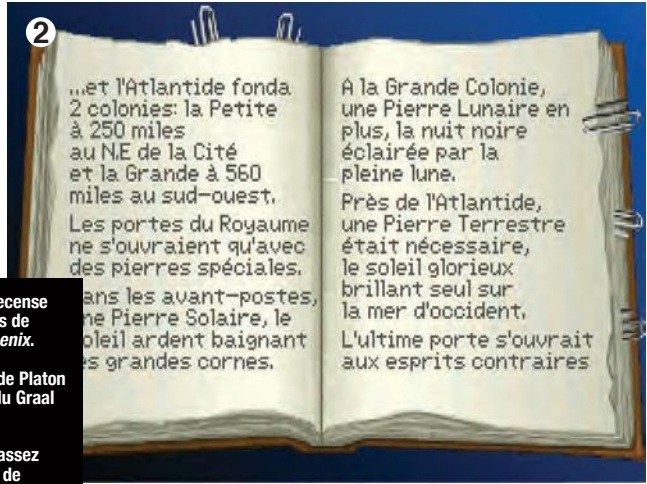 2
...et l'Atlantide fonda
2 colonies: la Petite
à 250 miles
au N.E de la Cité
et la Grande à 560
miles au sud-ouest.
Les portes du Royaume
ne s'ouvraient qu'avec
des pierres spéciales.
ans les avant-postes,
ne Pierre Solaire, le
oleil ardent baignant
es grandes cornes.
A la Grande Colonie,
une Pierre Lunaire en
plus, la nuit noire
éclairée par la
pleine lune.
Près de l'Atlantide,
une Pierre Terrestre
était nécessaire,
le soleil glorieux
brillant seul sur
la mer d'occident.
L'ultime porte s'ouvrait
aux esprits contraires
ecense
s de
enix.
de Platon
du Graal
assez
de